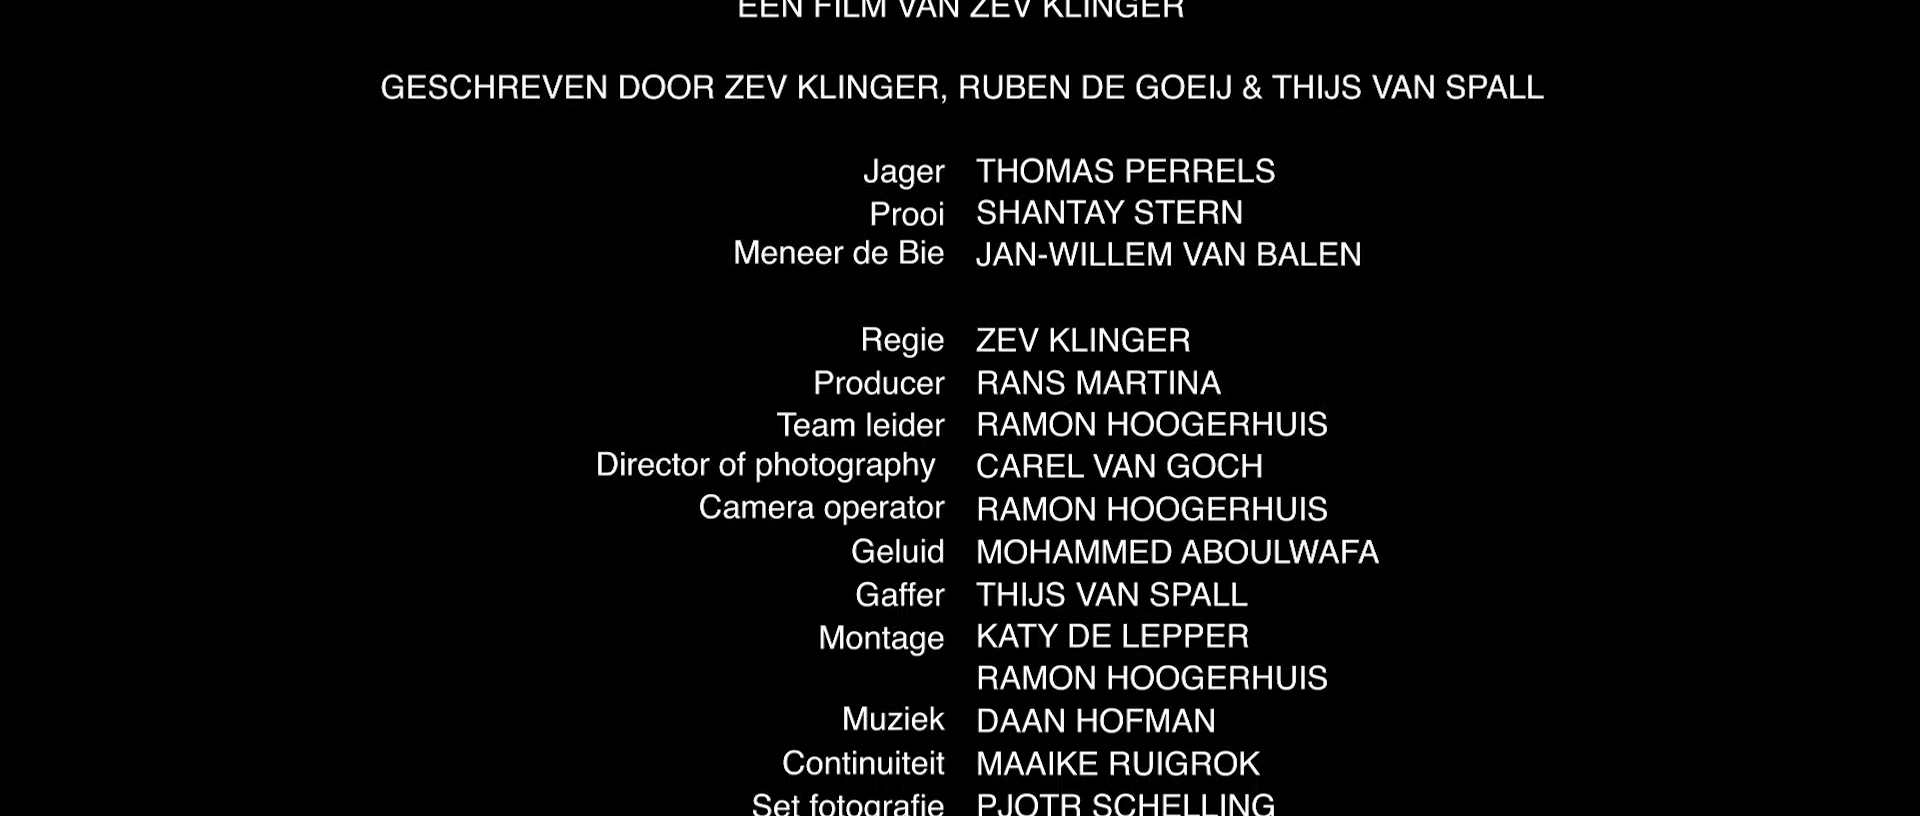 EEN FILM VAN ZEV KLINGER
GESCHREVEN DOOR ZEV KLINGER, RUBEN DE GOEIJ & THIJS VAN SPALL
Jager THOMAS PERRELS
Prooi SHANTAY STERN
Meneer de Bie JAN-WILLEM VAN BALEN
Regie ZEV KLINGER
Producer RANS MARTINA
Team leider RAMON HOOGERHUIS
Director of photography CAREL VAN GOCH
Camera operator RAMON HOOGERHUIS
Geluid MOHAMMED ABOULWAFA
Gaffer THIJS VAN SPALL
Montage KATY DE LEPPER
RAMON HOOGERHUIS
Muziek DAAN HOFMAN
Continuiteit MAAIKE RUIGROK
Set fotografie PJOTR SCHELLING